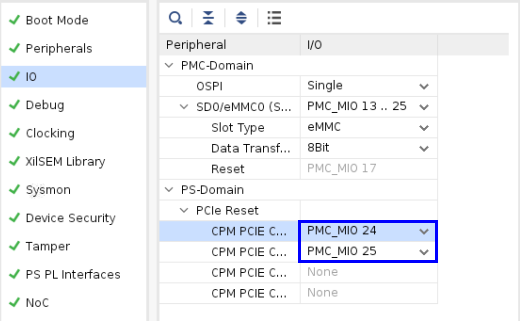 Boot Mode
Peripherals
IO
Debug
Clocking
XilSEM Library
Sysmon
Device Security
Tamper
PS PL Interfaces
NoC
Peripheral I/O
PMC-Domain
OSPI Single
SD0/eMMC0 (S... PMC_MIO 13 .. 25
Slot Type eMMC
Data Transf... 8Bit
Reset PMC_MIO 17
PS-Domain
PCIe Reset
CPM PCIE C... PMC_MIO 24
CPM PCIE C... PMC_MIO 25
CPM PCIE C... None
CPM PCIE C... None